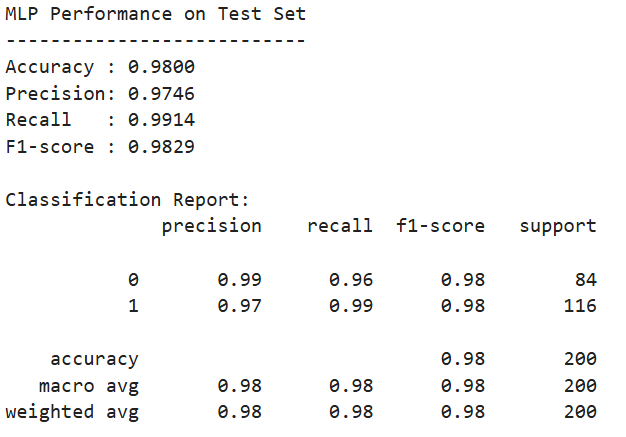 MLP Performance on Test Set
---------------------------
Accuracy : 0.9800
Precision: 0.9746
Recall   : 0.9914
F1-score : 0.9829

Classification Report:
              precision    recall  f1-score   support

           0       0.99      0.96      0.98        84
           1       0.97      0.99      0.98       116

    accuracy                           0.98       200
   macro avg       0.98      0.98      0.98       200
weighted avg       0.98      0.98      0.98       200